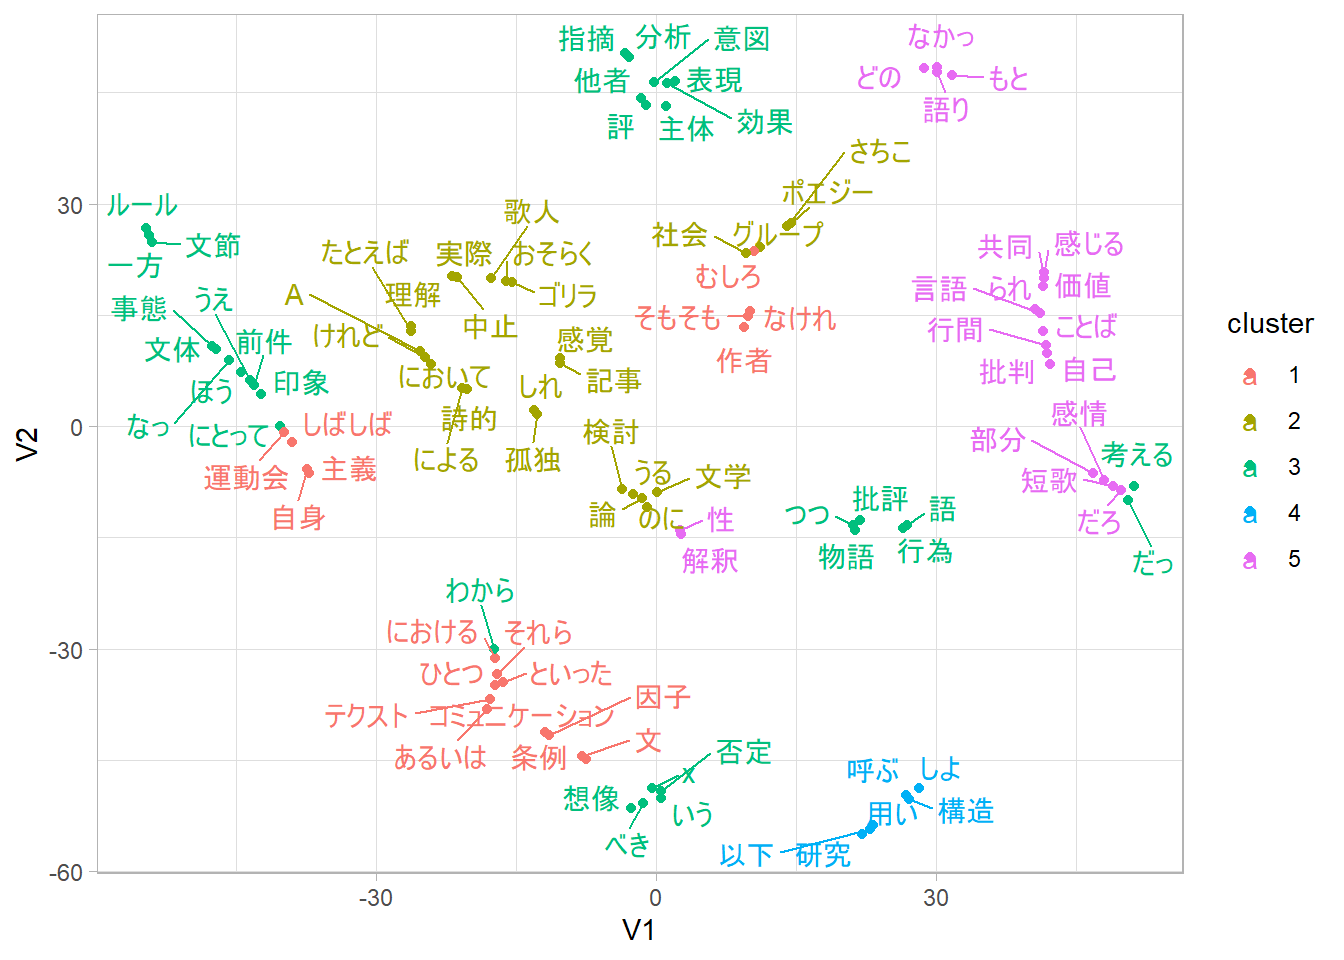 指摘 分析 意図
他者 表現
評 主体 効果
なかっ
どの もと
語り
さちこ
ポエジー
社会 グループ
むしろ
そもそも なけれ
作者
共同 感じる
言語 られ 価値
行間 ことば
批判 自己
感情
部分 考える
短歌
だろ
だっ
ルール
文節
一方
うえ
事態
文体 前件
ほう 印象
なっ にとって
しばしば
運動会 主義
自身
歌人
たとえば 実際 おそらく
A 理解 ゴリラ
けれど 中止
感覚
において 記事
しれ
詩的
による 孤独
検討
うる 文学
論 のに
性
解釈
つつ 批評 語
物語 行為
わから
における それら
ひとつ といった
テクスト コミュニケーション 因子
あるいは 条例 文
否定
x
想像 いう
べき
呼ぶ しよ
用い 構造
以下 研究
30
0
-30
-60
-30
0
30
V1
V2
cluster
a 1
a 2
a 3
a 4
a 5